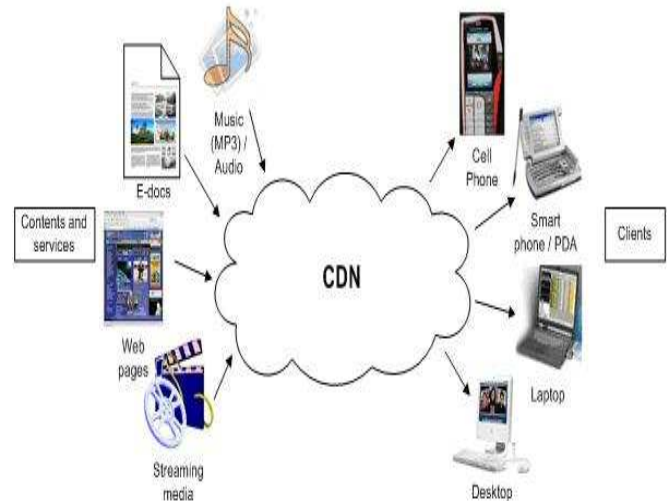 Music
(MP3) /
Audio
E-docs
Contents and
services
Web
pages
Streaming
media
CDN
Cell
Phone
Smart
phone / PDA
Clients
Laptop
Desktop